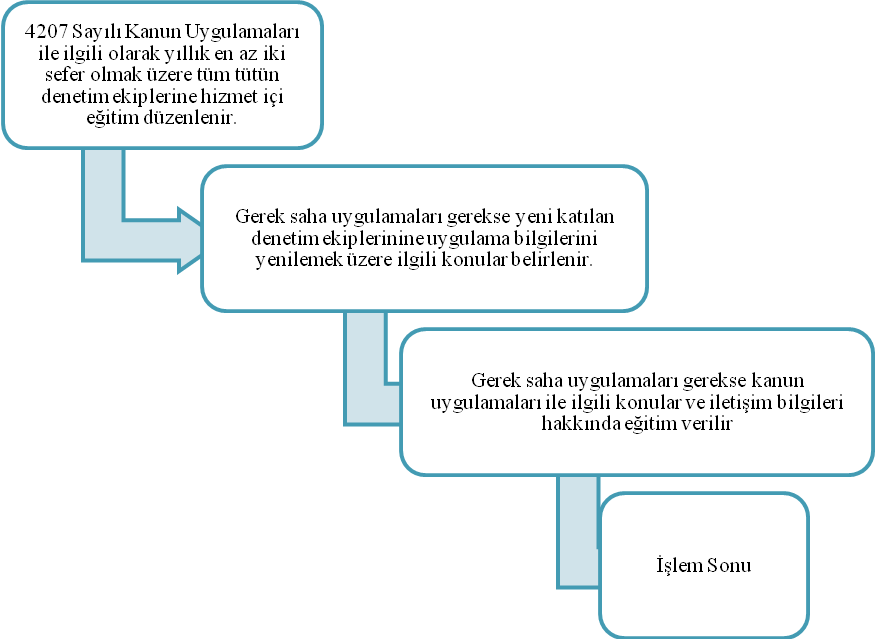 4207 Sayılı Kanun Uygulamaları
ile ilgili olarak yıllık en az iki
sefer olmak üzere tüm tütün
denetim ekiplerine hizmet içi
eğitim düzenlenir.
Gerek saha uygulamaları gerekse yeni katılan
denetim ekiplerinine uygulama bilgilerini
yenilemek üzere ilgili konular belirlenir.
Gerek saha uygulamaları gerekse kanun
uygulamaları ile ilgili konular ve iletişim bilgileri
hakkında eğitim verilir
İşlem Sonu